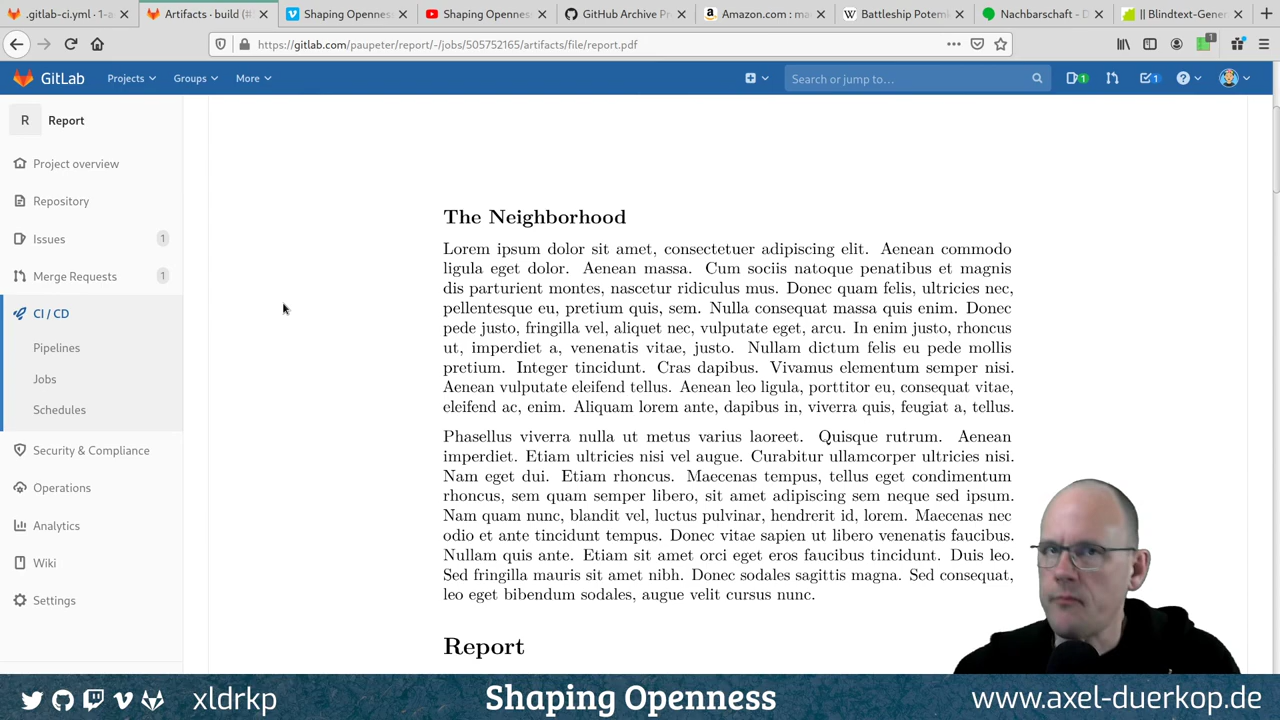 .gitlab-ci.yml · 1-a
Artifacts · build (#
Shaping Openness
Shaping Openness
GitHub Archive Pr
Amazon.com : ma
Battleship Potemi
Nachbarschaft - D
|| Blindtext-Gener
https://gitlab.com/paupeter/report/-/jobs/505752165/artifacts/file/report.pdf
1
GitLab
Projects
Groups
More
Search or jump to...
1
1
R
Report
Project overview
Repository
Issues
1
Merge Requests
1
CI / CD
Pipelines
Jobs
Schedules
Security & Compliance
Operations
Analytics
Wiki
Settings
The Neighborhood
Lorem ipsum dolor sit amet, consectetuer adipiscing elit. Aenean commodo
ligula eget dolor. Aenean massa. Cum sociis natoque penatibus et magnis
dis parturient montes, nascetur ridiculus mus. Donec quam felis, ultricies nec,
pellentesque eu, pretium quis, sem. Nulla consequat massa quis enim. Donec
pede justo, fringilla vel, aliquet nec, vulputate eget, arcu. In enim justo, rhoncus
ut, imperdiet a, venenatis vitae, justo. Nullam dictum felis eu pede mollis
pretium. Integer tincidunt. Cras dapibus. Vivamus elementum semper nisi.
Aenean vulputate eleifend tellus. Aenean leo ligula, porttitor eu, consequat vitae,
eleifend ac, enim. Aliquam lorem ante, dapibus in, viverra quis, feugiat a, tellus.
Phasellus viverra nulla ut metus varius laoreet. Quisque rutrum. Aenean
imperdiet. Etiam ultricies nisi vel augue. Curabitur ullamcorper ultricies nisi.
Nam eget dui. Etiam rhoncus. Maecenas tempus, tellus eget condimentum
rhoncus, sem quam semper libero, sit amet adipiscing sem neque sed ipsum.
Nam quam nunc, blandit vel, luctus pulvinar, hendrerit id, lorem. Maecenas nec
odio et ante tincidunt tempus. Donec vitae sapien ut libero venenatis faucibus.
Nullam quis ante. Etiam sit amet orci eget eros faucibus tincidunt. Duis leo.
Sed fringilla mauris sit amet nibh. Donec sodales sagittis magna. Sed consequat,
leo eget bibendum sodales, augue velit cursus nunc.
Report
xldrkp
Shaping Openness
www.axel-duerkop.de